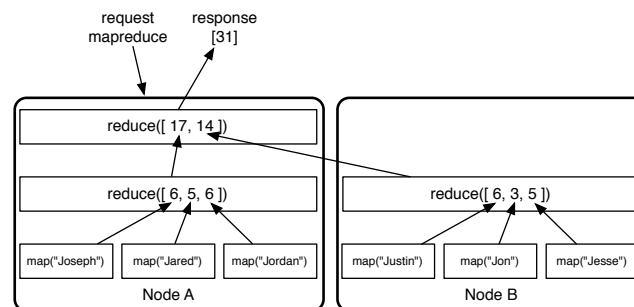 request
mapreduce
response
[31]
reduce([ 17, 14 ])
reduce([ 6, 5, 6 ])
reduce([ 6, 3, 5 ])
map("Joseph")
map("Jared")
map("Jordan")
map("Justin")
map("Jon")
map("Jesse")
Node A
Node B